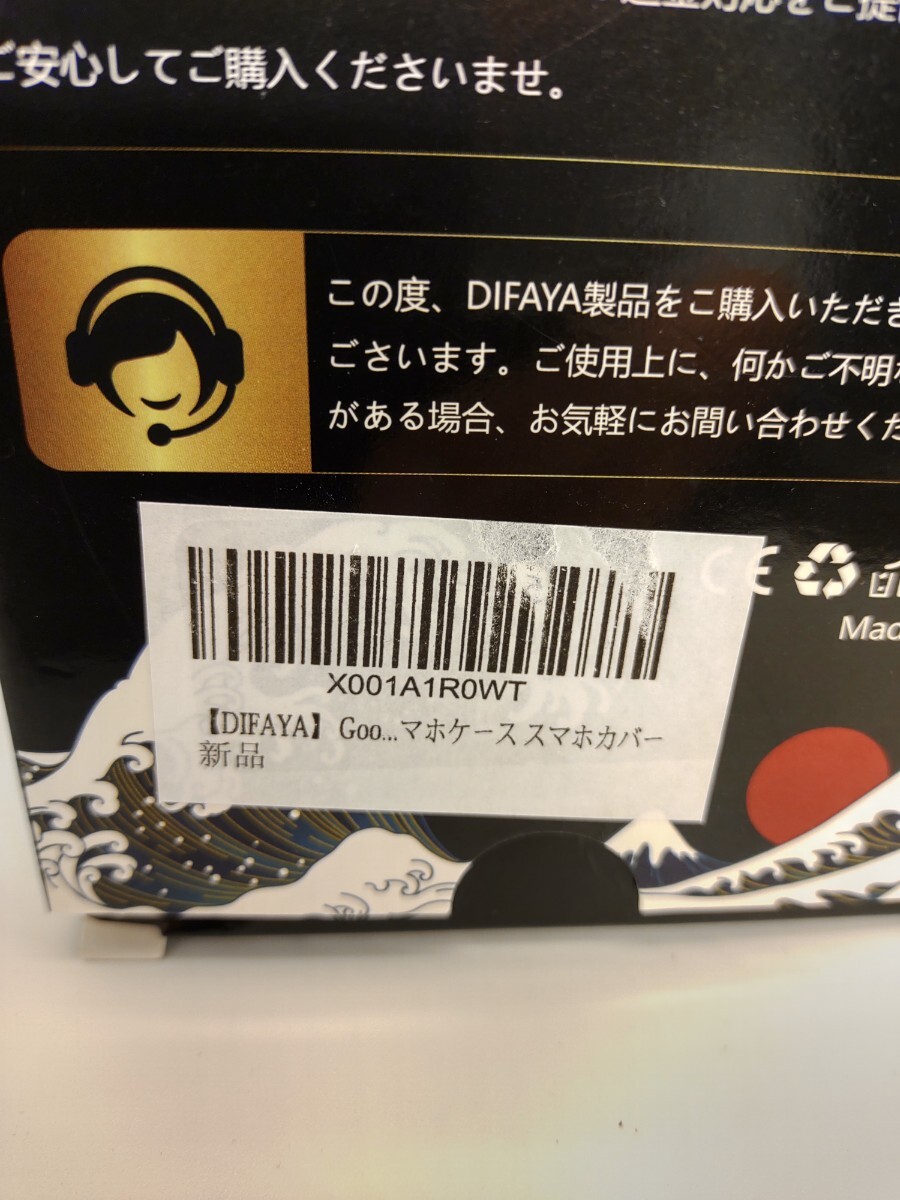 ご安心してご購入くださいませ。
この度、DIFAYA製品をご購入いただき
ございます。ご使用上に、何かご不明
がある場合、お気軽にお問い合わせくだ
CE
X001A1R0WT
【DIFAYA】 Goo...マホケース スマホカバー
新品